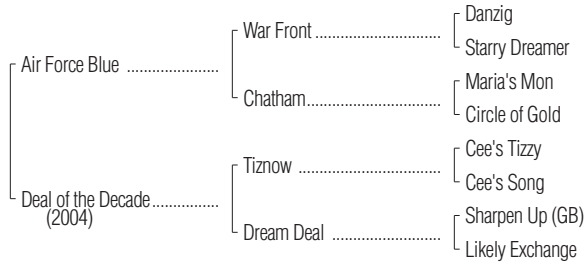 Danzig
War Front ..............................
Starry Dreamer
Air Force Blue ......................
Maria's Mon
Chatham................................
Circle of Gold
Cee's Tizzy
Tiznow ..................................
Cee's Song
Deal of the Decade................
(2004)
Sharpen Up (GB)
Dream Deal ..........................
Likely Exchange